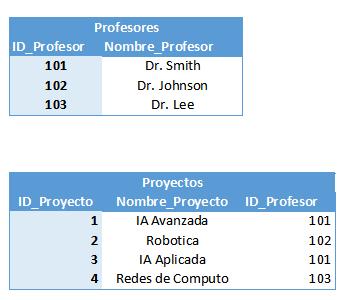 Profesores
ID_Profesor Nombre_Profesor
101 Dr. Smith
102 Dr. Johnson
103 Dr. Lee
Proyectos
ID_Proyecto Nombre_Proyecto ID_Profesor
1 IA Avanzada 101
2 Robotica 102
3 IA Aplicada 101
4 Redes de Computo 103